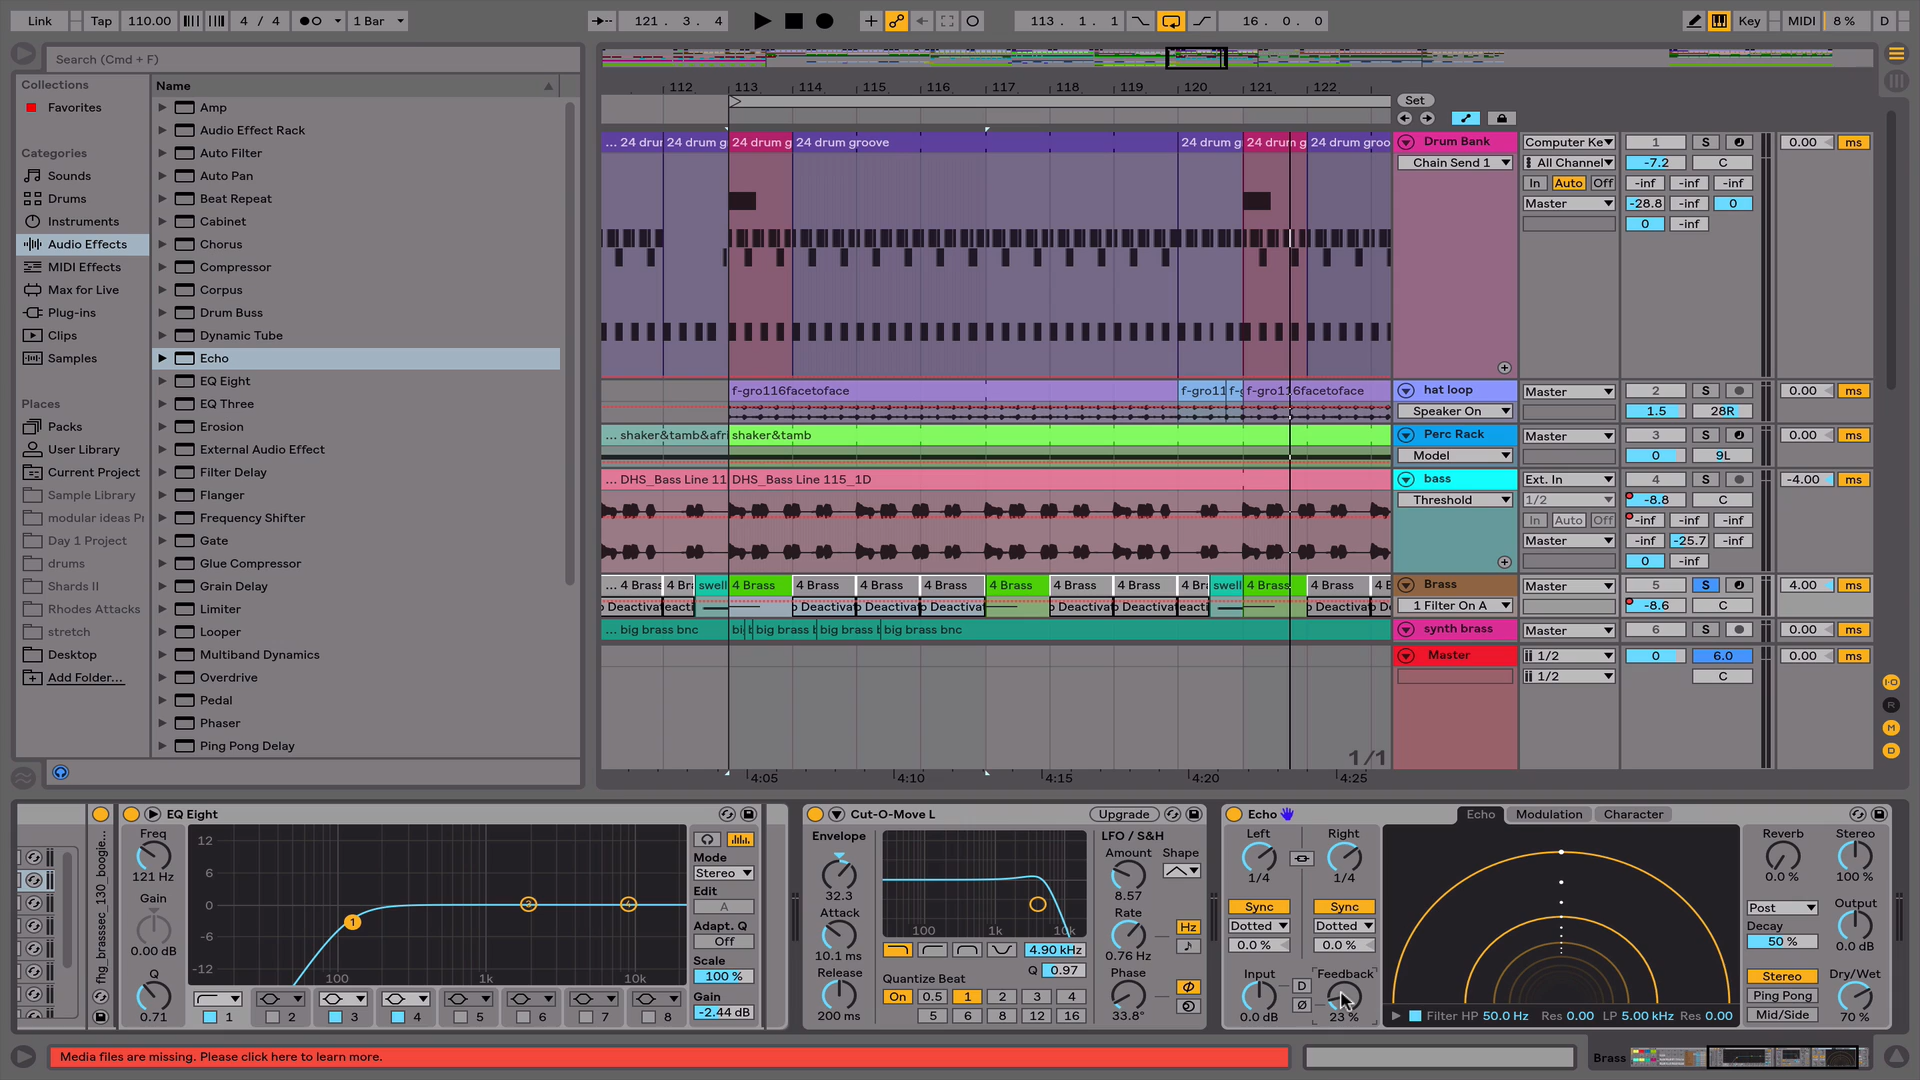 Link Tap 110.00 4 / 4 1 Bar 121 . 3 . 4 113 . 1 . 1 16 . 0 . 0 Key MIDI 8 % D
Search (Cmd + F)
Collections
Favorites
Categories
Sounds
Drums
Instruments
Audio Effects
MIDI Effects
Max for Live
Plug-ins
Clips
Samples
Places
Packs
User Library
Current Project
Sample Library
modular ideas Pr
Day 1 Project
drums
Shards II
Rhodes Attacks
stretch
Desktop
Add Folder...
Name
Amp
Audio Effect Rack
Auto Filter
Auto Pan
Beat Repeat
Cabinet
Chorus
Compressor
Corpus
Drum Buss
Dynamic Tube
Echo
EQ Eight
EQ Three
Erosion
External Audio Effect
Filter Delay
Flanger
Frequency Shifter
Gate
Glue Compressor
Grain Delay
Limiter
Looper
Multiband Dynamics
Overdrive
Pedal
Phaser
Ping Pong Delay
112 113 114 115 116 117 118 119 120 121 122
Set
... 24 drur 24 drum g 24 drum g 24 drum groove 24 drum g 24 drum g 24 drum groo
Drum Bank Computer Ke 1 S 0.00 ms
Chain Send 1 All Channel -7.2 C
In Auto Off -inf -inf -inf
Master -28.8 -inf 0
0 -inf
f-gro116facetoface f-gro11 f-g f-gro116facetoface
hat loop Master 2 S 0.00 ms
Speaker On 1.5 28R
... shaker&tamb&afri shaker&tamb
Perc Rack Master 3 S 0.00 ms
Model 0 9L
... DHS_Bass Line 11 DHS_Bass Line 115_1D
bass Ext. In 4 S -4.00 ms
Threshold 1/2 -8.8 C
In Auto Off -inf -inf -inf
Master -inf -25.7 -inf
0 -inf
... 4 Brass 4 Bra swell 4 Brass 4 Brass 4 Brass 4 Brass 4 Brass 4 Brass 4 Brass 4 Bra swell 4 Brass 4 Brass 4 E
Brass Master 5 S 4.00 ms
Deactivat eacti Deactivat Deactivat Deactivat Deactivat Deactivat eacti Deactivat De
1 Filter On A -8.6 C
... big brass bnc big big brass b big brass b big brass bnc
synth brass Master 6 S 0.00 ms
Master 1/2 0 6.0 0.00 ms
1/2 C
1/1
4:05 4:10 4:15 4:20 4:25
I·O
R
M
D
fhg_brasssec_130_boogie...
EQ Eight
Freq
121 Hz
Gain
0.00 dB
Q
0.71
12
6
0
-6
-12
100 1k 10k
1 3 4
1 2 3 4 5 6 7 8
Mode
Stereo
Edit
A
Adapt. Q
Off
Scale
100 %
Gain
-2.44 dB
Cut-O-Move L Upgrade
Envelope
32.3
Attack
10.1 ms
Release
200 ms
100 1k 10k
4.90 kHz
Q 0.97
Quantize Beat
On 0.5 1 2 3 4
5 6 8 12 16
LFO / S&H
Amount Shape
8.57
Rate
0.76 Hz
Hz
Phase
33.8°
Echo
Left Right
1/4 1/4
Sync Sync
Dotted Dotted
0.0 % 0.0 %
Input D Feedback
Ø
0.0 dB 23 %
Echo Modulation Character
Filter HP 50.0 Hz Res 0.00 LP 5.00 kHz Res 0.00
Reverb
0.0 %
Post
Decay
50 %
Stereo
Ping Pong
Mid/Side
Stereo
100 %
Output
0.0 dB
Dry/Wet
70 %
Media files are missing. Please click here to learn more.
Brass